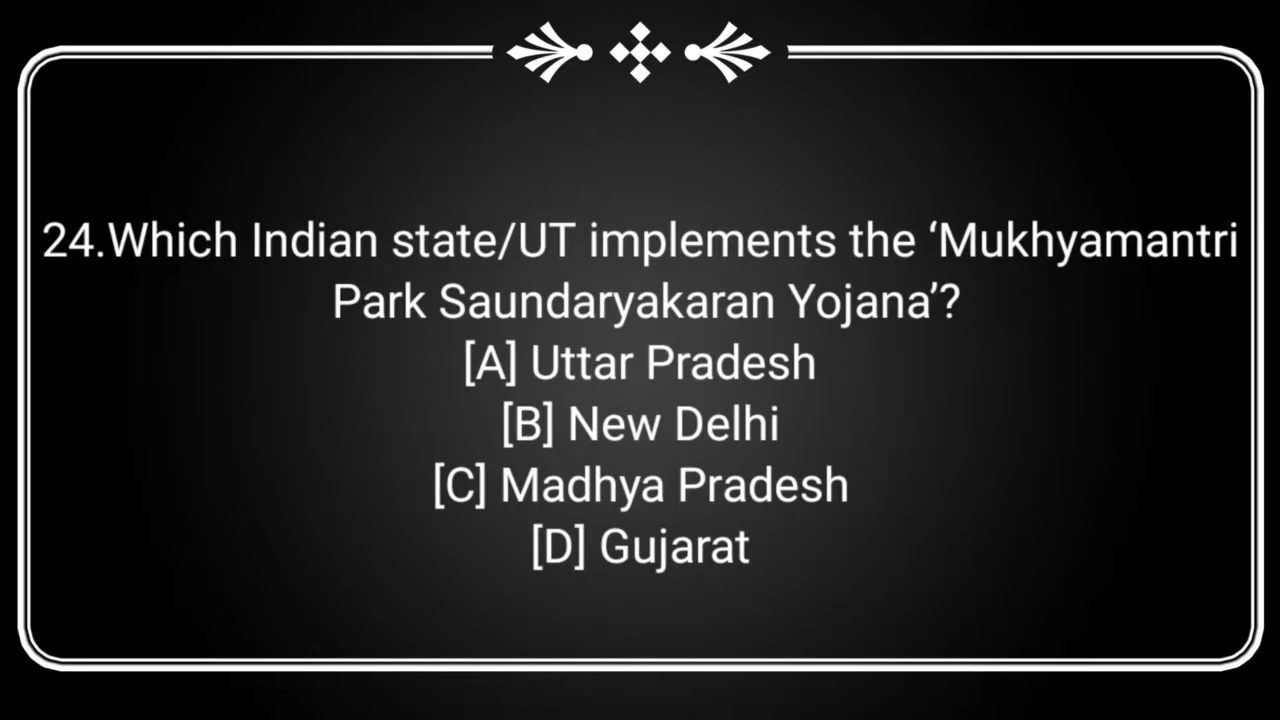 24.Which Indian state/UT implements the ‘Mukhyamantri
Park Saundaryakaran Yojana’?
[A] Uttar Pradesh
[B] New Delhi
[C] Madhya Pradesh
[D] Gujarat